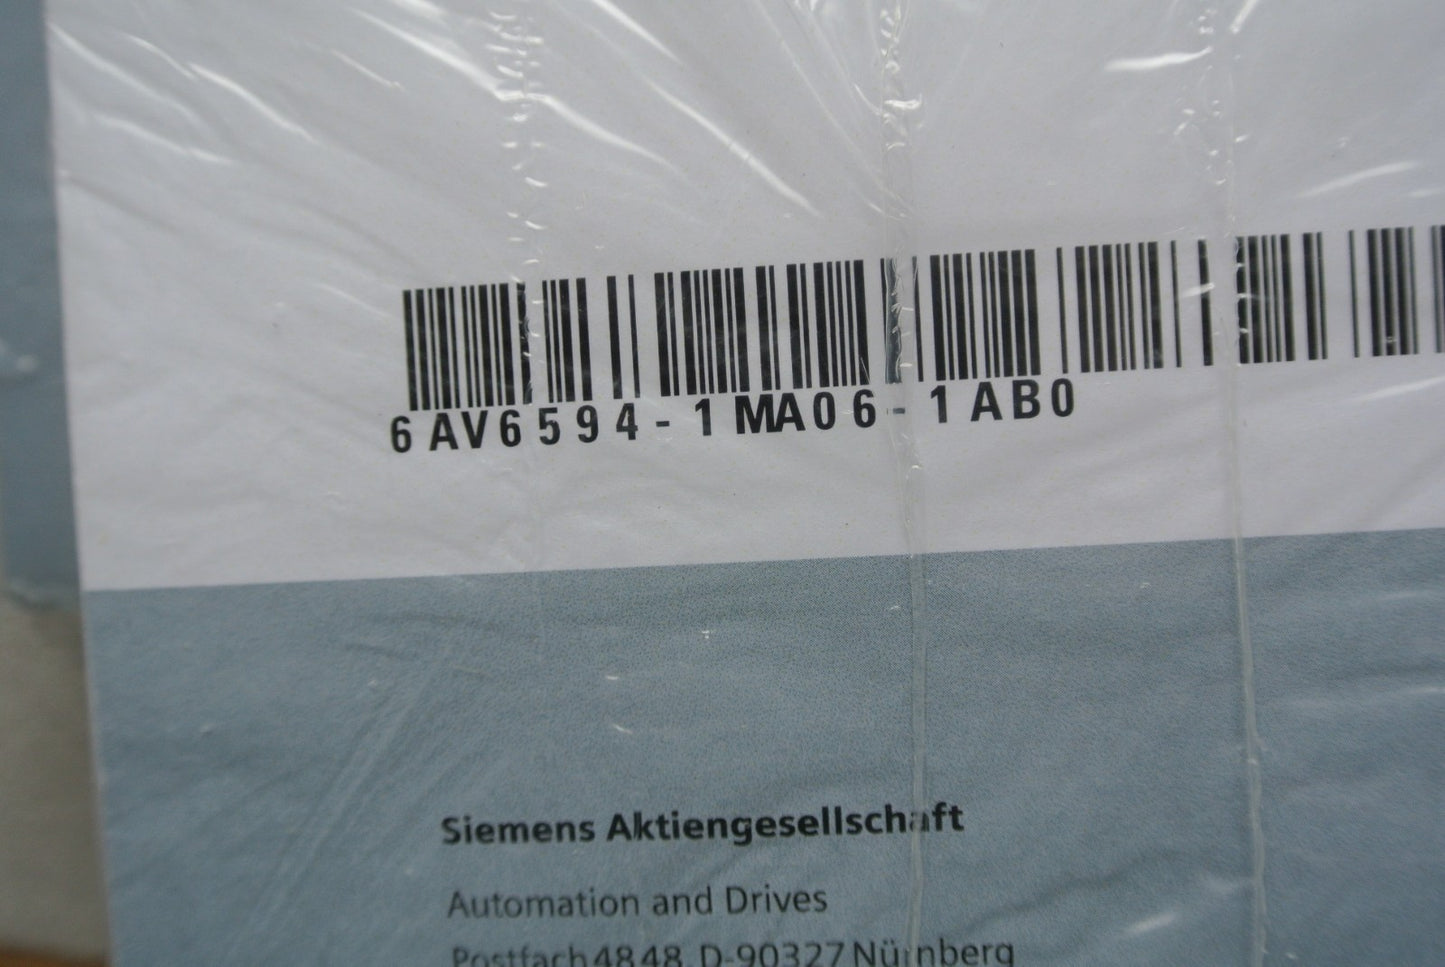 6AV6594-1MA06-1AB0
Siemens Aktiengesellschaft
Automation and Drives
Postfach 4848, D-90327 Nürnberg